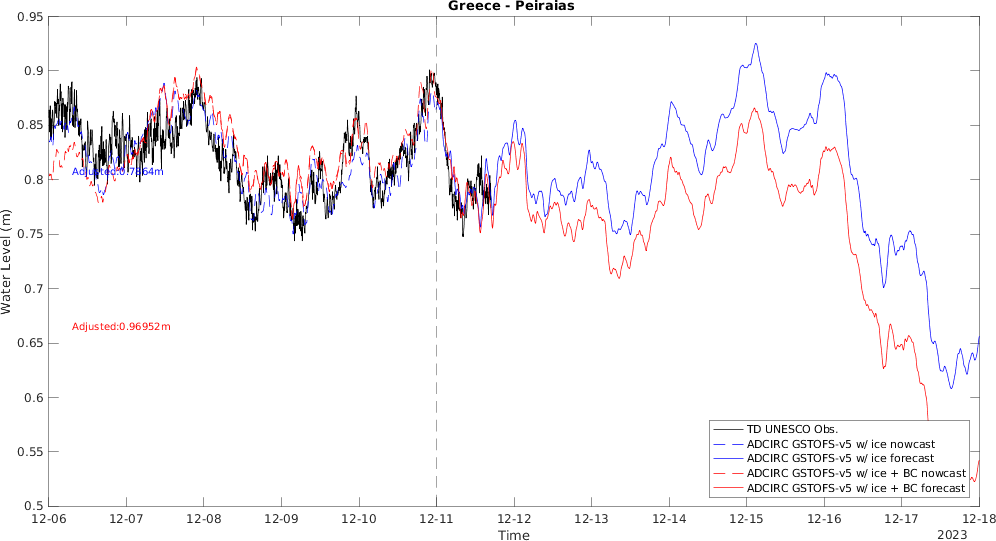 Greece - Peiraias
0.95
0.9
0.85
0.8
0.75
0.7
0.65
0.6
0.55
0.5
Water Level (m)
Adjusted:0.96952m
TD UNESCO Obs.
ADCIRC GSTOFS-v5 w/ ice nowcast
ADCIRC GSTOFS-v5 w/ ice forecast
ADCIRC GSTOFS-v5 w/ ice + BC nowcast
ADCIRC GSTOFS-v5 w/ ice + BC forecast
12-06 12-07 12-08 12-09 12-10 12-11 12-12 12-13 12-14 12-15 12-16 12-17 12-18
Time
2023